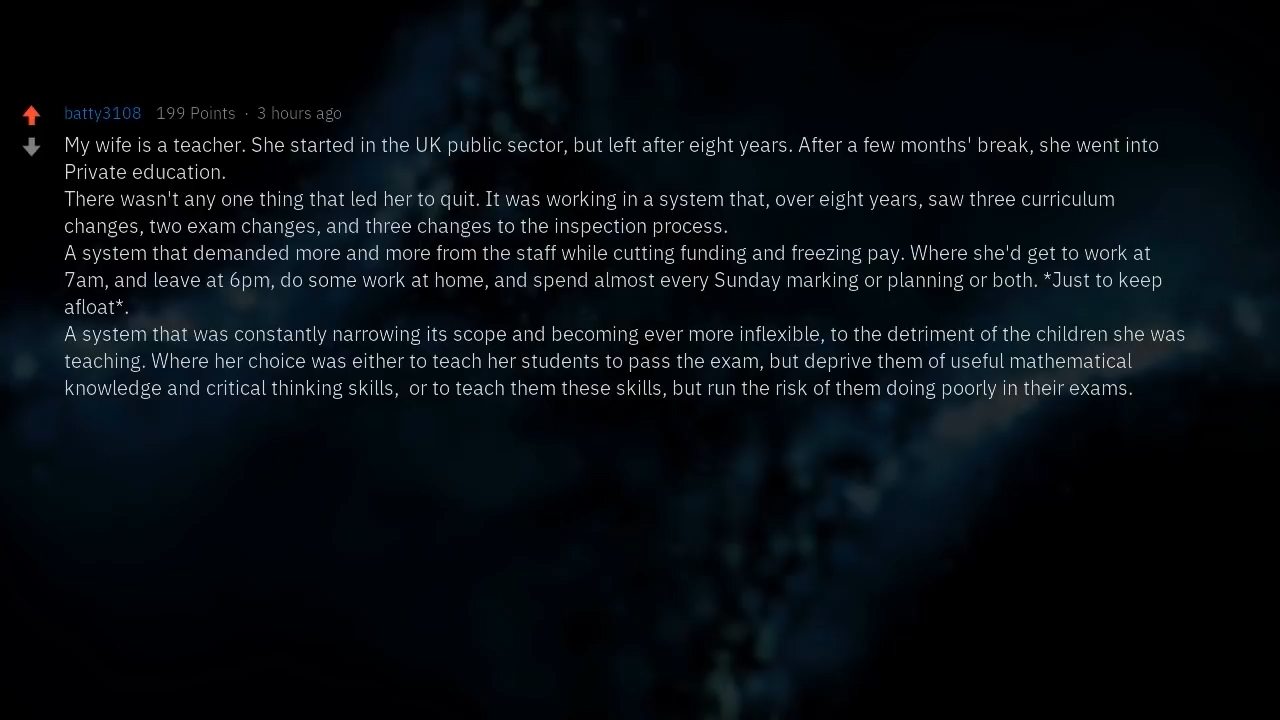 batty3108 199 Points · 3 hours ago
My wife is a teacher. She started in the UK public sector, but left after eight years. After a few months' break, she went into
Private education.
There wasn't any one thing that led her to quit. It was working in a system that, over eight years, saw three curriculum
changes, two exam changes, and three changes to the inspection process.
A system that demanded more and more from the staff while cutting funding and freezing pay. Where she'd get to work at
7am, and leave at 6pm, do some work at home, and spend almost every Sunday marking or planning or both. *Just to keep
afloat*.
A system that was constantly narrowing its scope and becoming ever more inflexible, to the detriment of the children she was
teaching. Where her choice was either to teach her students to pass the exam, but deprive them of useful mathematical
knowledge and critical thinking skills,  or to teach them these skills, but run the risk of them doing poorly in their exams.